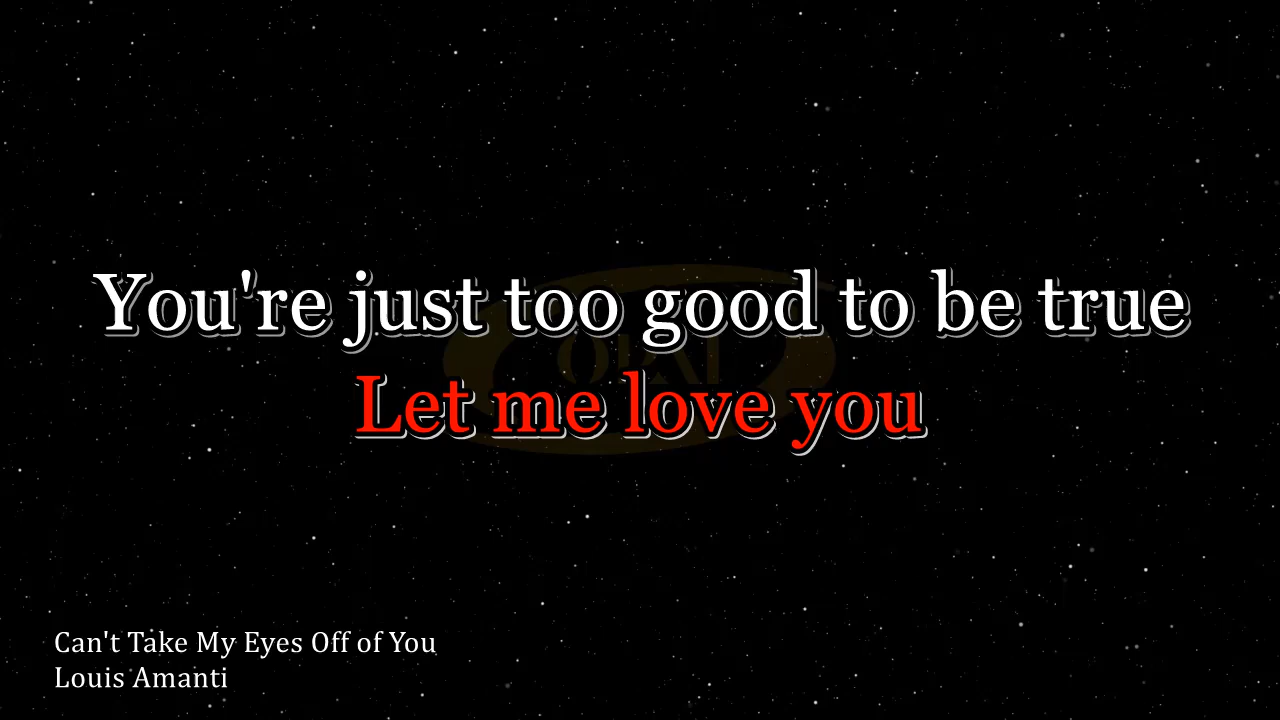 You're just too good to be true
Let me love you
Can't Take My Eyes Off of You
Louis Amanti